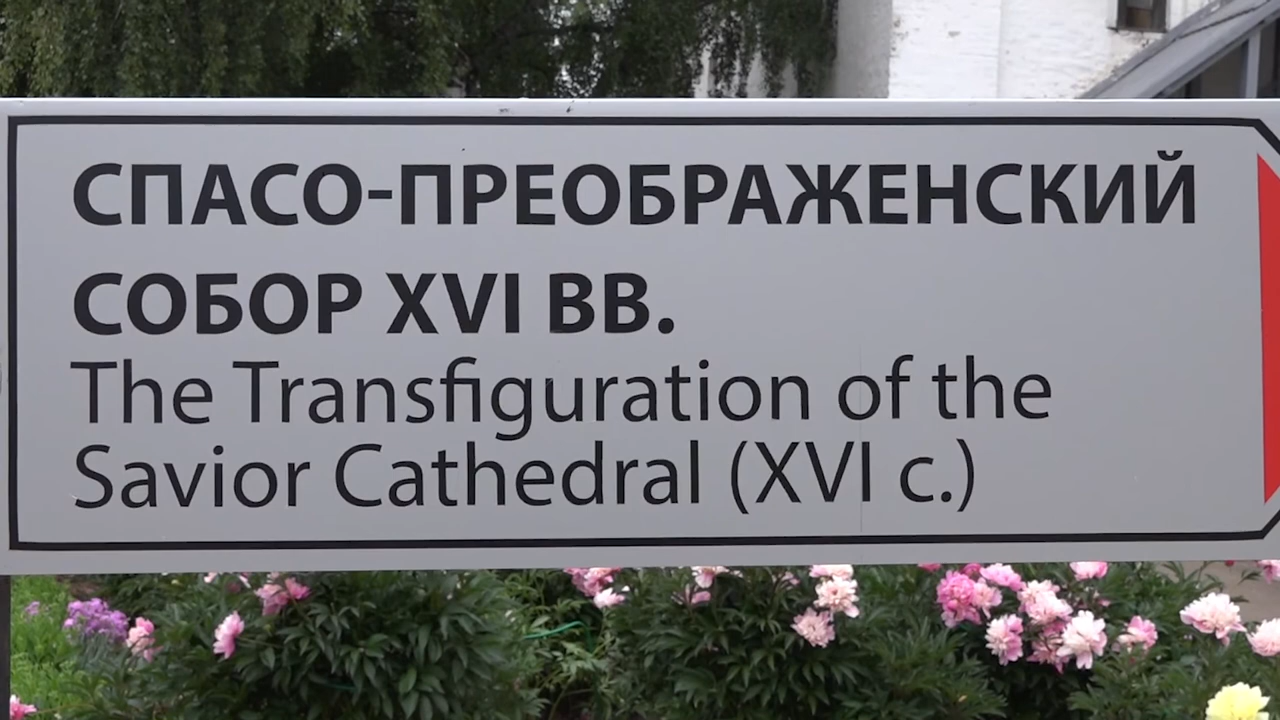 СПАСО-ПРЕОБРАЖЕНСКИЙ
СОБОР XVI ВВ.
The Transfiguration of the
Savior Cathedral (XVI c.)